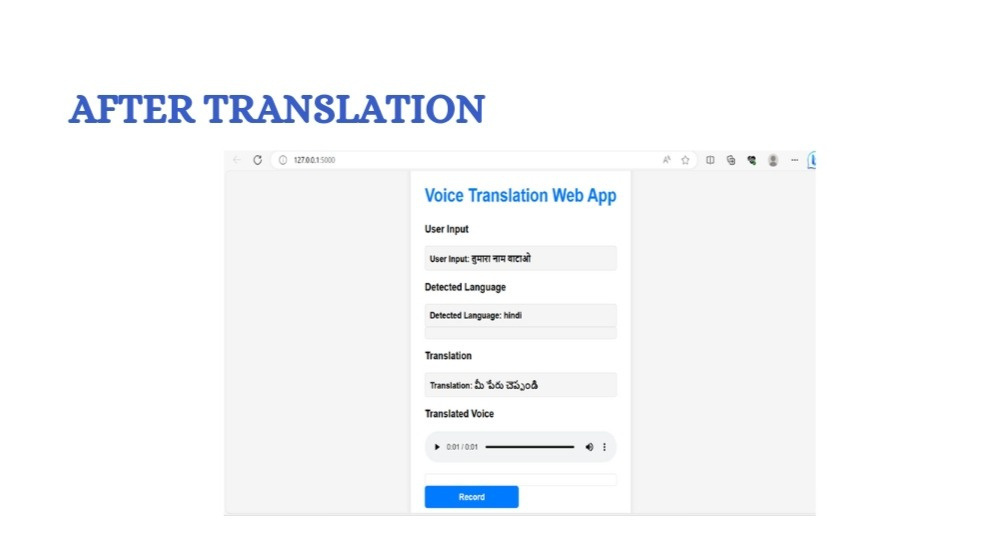 AFTER TRANSLATION
127.0.0.1:5000
Voice Translation Web App
User Input
User Input: तुमारा नाम वाटाओ
Detected Language
Detected Language: hindi
Translation
Translation: మీ పేరు చెప్పండి
Translated Voice
0:01 / 0:01
Record